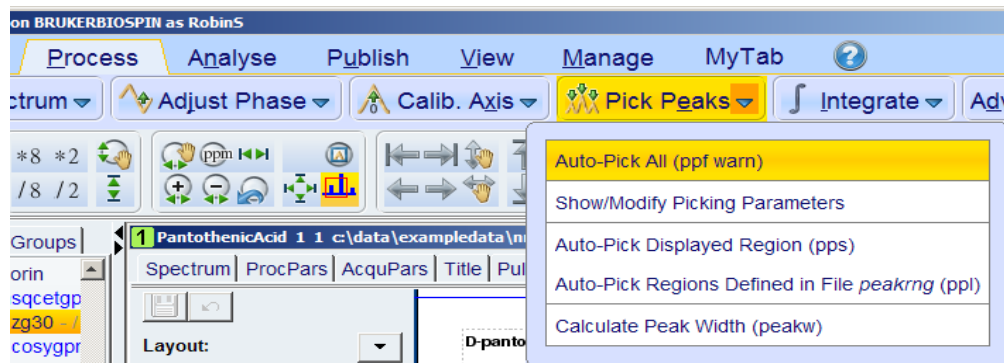 on BRUKERBIOSPIN as RobinS
Process Analyse Publish View Manage MyTab ?
ctrum Adjust Phase Calib. Axis Pick Peaks Integrate Adv
*8 *2 ppm
/8 /2
Auto-Pick All (ppf warn)
Show/Modify Picking Parameters
Auto-Pick Displayed Region (pps)
Auto-Pick Regions Defined in File peakrng (ppl)
Calculate Peak Width (peakw)
Groups 1 PantothenicAcid 1 1 c:\data\exampledata\n
orin Spectrum ProcPars AcquPars Title Pul
sqcetgp
zg30 - /
cosygpr Layout: D-panto